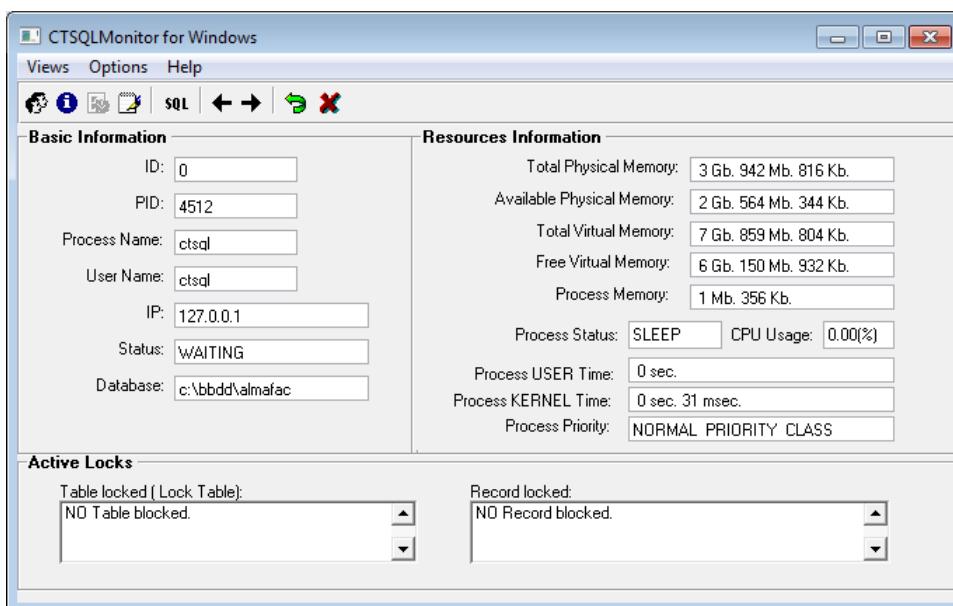 CTSQLMonitor for Windows
Views Options Help
SQL
Basic Information
ID: 0
PID: 4512
Process Name: ctsql
User Name: ctsql
IP: 127.0.0.1
Status: WAITING
Database: c:\bbdd\almafac
Resources Information
Total Physical Memory: 3 Gb. 942 Mb. 816 Kb.
Available Physical Memory: 2 Gb. 564 Mb. 344 Kb.
Total Virtual Memory: 7 Gb. 859 Mb. 804 Kb.
Free Virtual Memory: 6 Gb. 150 Mb. 932 Kb.
Process Memory: 1 Mb. 356 Kb.
Process Status: SLEEP CPU Usage: 0.00(%)
Process USER Time: 0 sec.
Process KERNEL Time: 0 sec. 31 msec.
Process Priority: NORMAL PRIORITY CLASS
Active Locks
Table locked ( Lock Table):
NO Table blocked.
Record locked:
NO Record blocked.